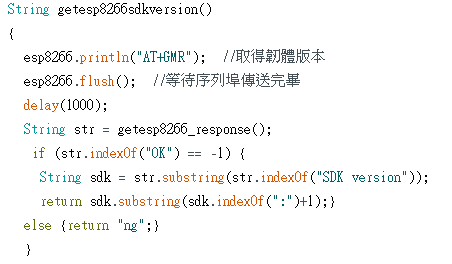 String getesp8266sdkversion()
{
esp8266.println("AT+GMR");  //取得韌體版本
esp8266.flush();  //等待序列埠傳送完畢
delay(1000);
String str = getesp8266_response();
if (str.indexOf("OK") == -1) {
String sdk = str.substring(str.indexOf("SDK version"));
return sdk.substring(sdk.indexOf(":")+1);}
else {return "ng";}
}